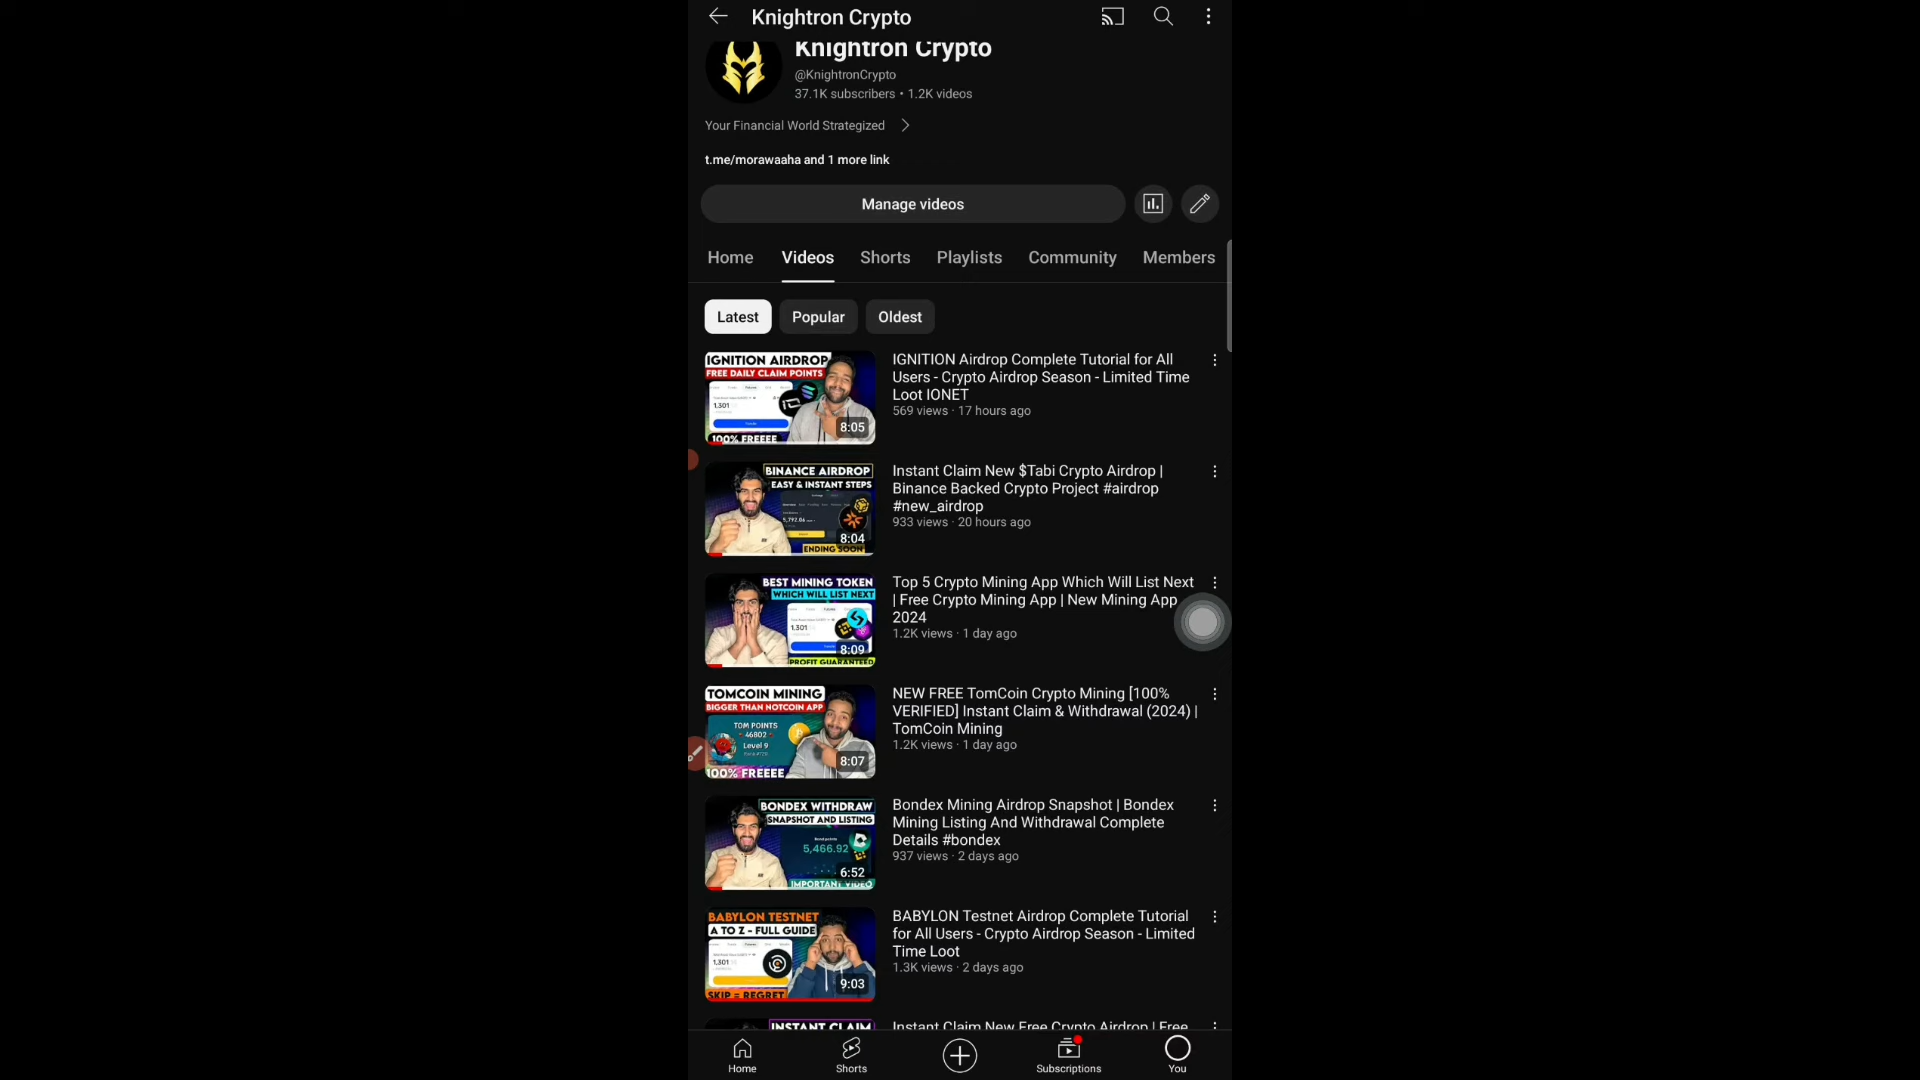 Knightron Crypto
Knightron Crypto
@KnightronCrypto
37.1K subscribers • 1.2K videos
Your Financial World Strategized
t.me/morawaaha and 1 more link
Manage videos
Home Videos Shorts Playlists Community Members
Latest Popular Oldest
IGNITION AIRDROP
FREE DAILY CLAIM POINTS
1,301
100% FREEEE
8:05
IGNITION Airdrop Complete Tutorial for All
Users - Crypto Airdrop Season - Limited Time
Loot IONET
569 views · 17 hours ago
BINANCE AIRDROP
EASY & INSTANT STEPS
5,792.04
8:04
ENDING SOON
Instant Claim New $Tabi Crypto Airdrop |
Binance Backed Crypto Project #airdrop
#new_airdrop
933 views · 20 hours ago
BEST MINING TOKEN
WHICH WILL LIST NEXT
1,301
8:09
PROFIT GUARANTEED
Top 5 Crypto Mining App Which Will List Next
| Free Crypto Mining App | New Mining App
2024
1.2K views · 1 day ago
TOMCOIN MINING
BIGGER THAN NOTCOIN APP
TOM POINTS
46802
Level 9
8:07
100% FREEEE
NEW FREE TomCoin Crypto Mining [100%
VERIFIED] Instant Claim & Withdrawal (2024) |
TomCoin Mining
1.2K views · 1 day ago
BONDEX WITHDRAW
SNAPSHOT AND LISTING
Bond points
5,466.92
6:52
IMPORTANT VIDEO
Bondex Mining Airdrop Snapshot | Bondex
Mining Listing And Withdrawal Complete
Details #bondex
937 views · 2 days ago
BABYLON TESTNET
A TO Z - FULL GUIDE
1,301
9:03
SKIP = REGRET
BABYLON Testnet Airdrop Complete Tutorial
for All Users - Crypto Airdrop Season - Limited
Time Loot
1.3K views · 2 days ago
INSTANT CLAIM
Instant Claim New Free Crypto Airdrop | Free
Home Shorts Subscriptions You